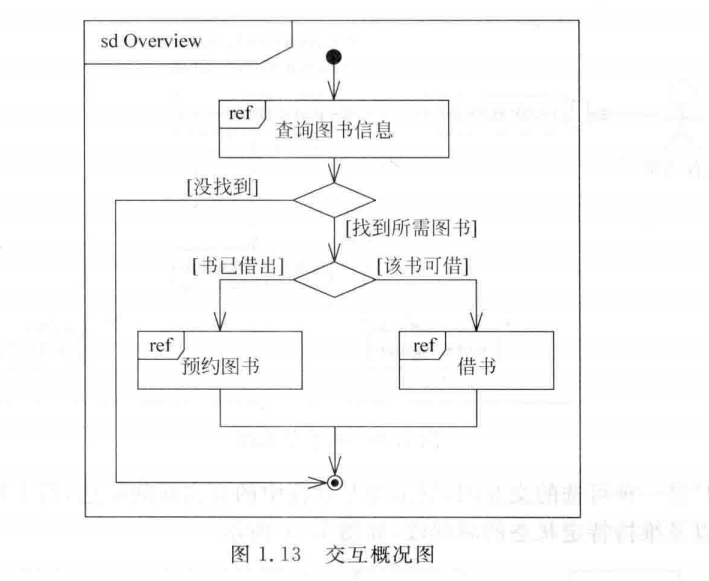 sd Overview
ref
查询图书信息
[没找到]
[找到所需图书]
[书已借出]
[该书可借]
ref
预约图书
ref
借书
图 1.13 交互概况图